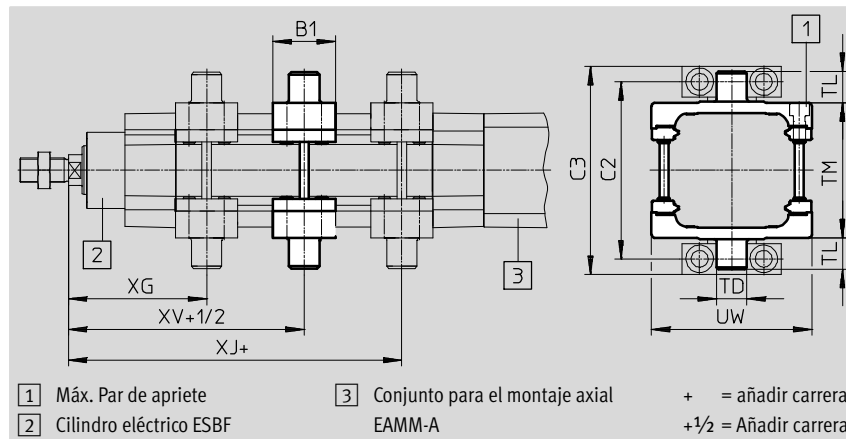 B1
1
TL
C3
C2
TM
TL
2
3
XG
TD
XV+1/2
UW
XJ+
1 Máx. Par de apriete
2 Cilindro eléctrico ESBF
3 Conjunto para el montaje axial
EAMM-A
+ = añadir carrera
+½ = Añadir carrera